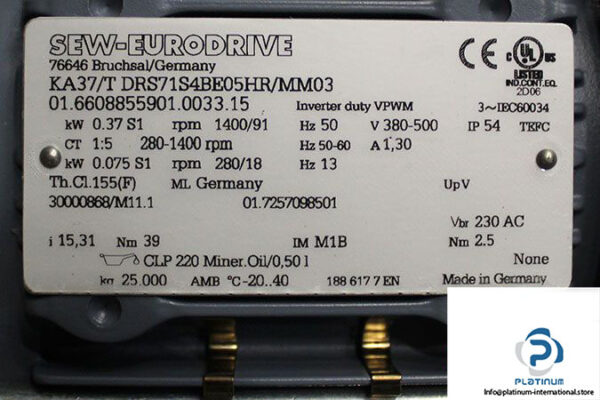 SEW-EURODRIVE
76646 Bruchsal/Germany
CE c UL US
LISTED
IND.CONT.EQ.
2D06
KA37/T DRS71S4BE05HR/MM03
01.6608855901.0033.15 Inverter duty VPWM 3~IEC60034
kW 0.37 S1 rpm 1400/91 Hz 50 V 380-500 IP 54 TEFC
CT 1:5 280-1400 rpm Hz 50-60 A 1,30
kW 0.075 S1 rpm 280/18 Hz 13
Th.Cl.155(F) ML Germany UpV
30000868/M11.1 01.7257098501
Vbr 230 AC
i 15,31 Nm 39 IM M1B Nm 2.5
CLP 220 Miner.Oil/0,50 l None
kg 25.000 AMB °C -20..40 188 617 7 EN Made in Germany
PLATINUM
INTERNATIONAL
Info@platinum-international.store